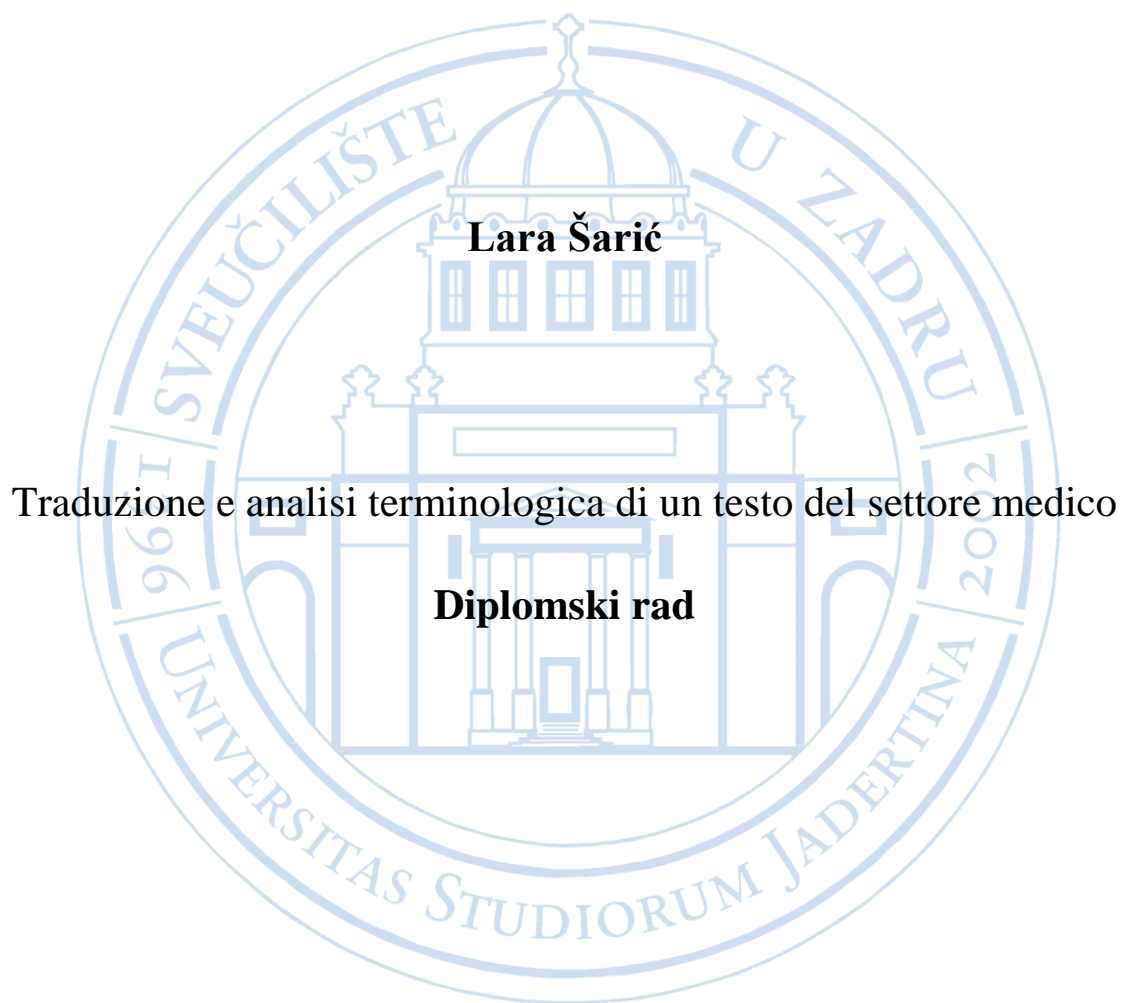 SVEUČILIŠTE U ZADRU
Lara Šarić
Traduzione e analisi terminologica di un testo del settore medico
Diplomski rad
1396
2002
UNIVERSITAS STUDIORUM JADERTINA